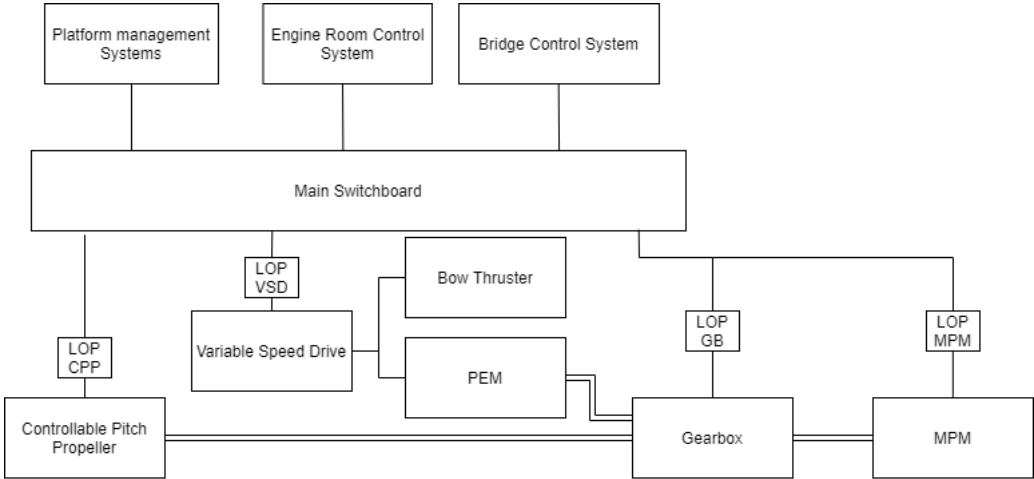 Platform management
Systems
Engine Room Control
System
Bridge Control System
Main Switchboard
LOP
VSD
Bow Thruster
LOP
GB
LOP
MPM
LOP
CPP
Variable Speed Drive
PEM
Controllable Pitch
Propeller
Gearbox
MPM